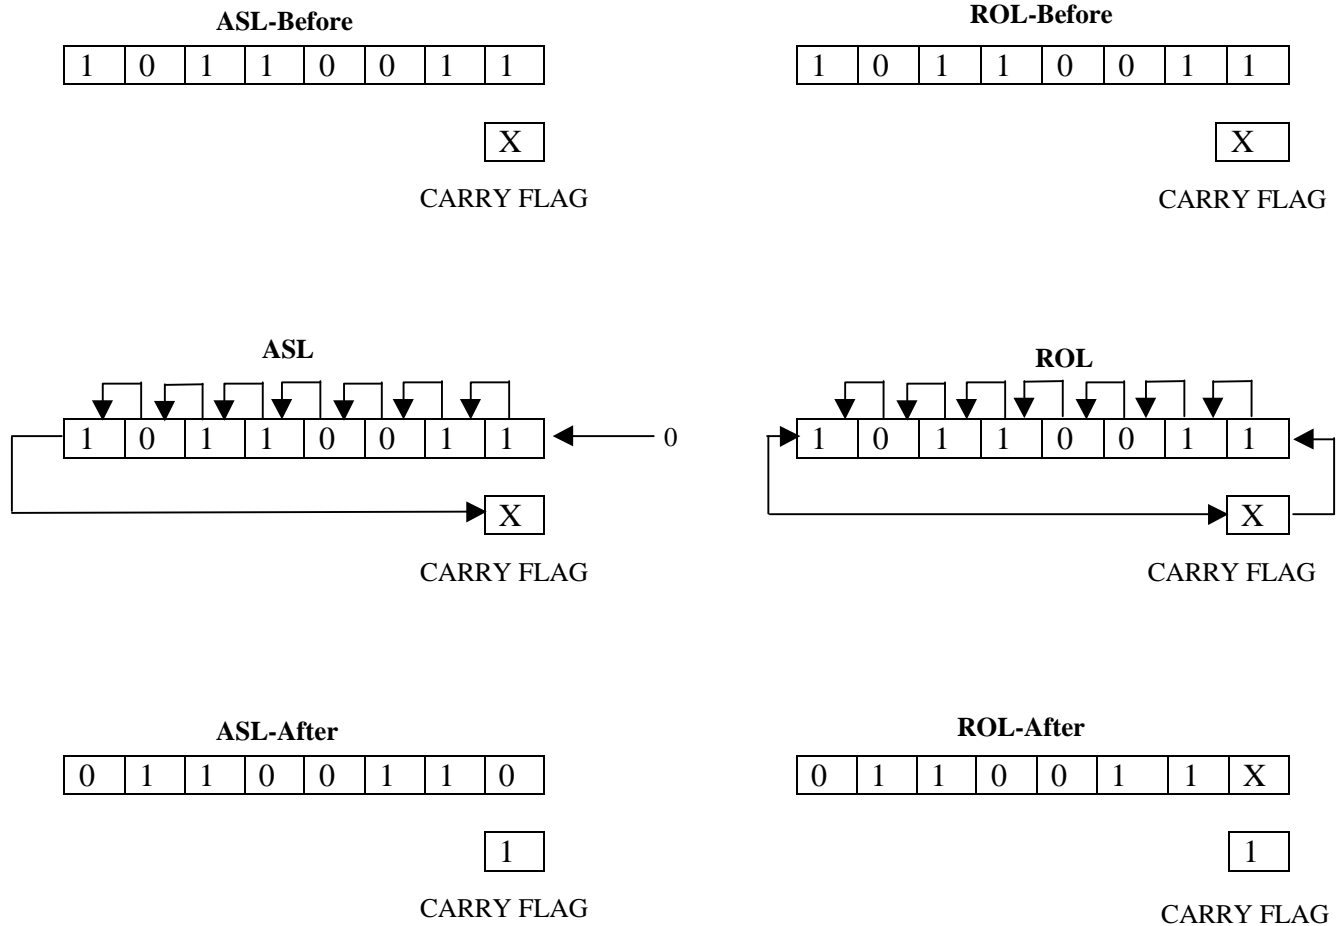 ASL-Before
1 0 1 1 0 0 1 1
X
CARRY FLAG
ROL-Before
1 0 1 1 0 0 1 1
X
CARRY FLAG
ASL
1 0 1 1 0 0 1 1 0
X
CARRY FLAG
ROL
1 0 1 1 0 0 1 1
X
CARRY FLAG
ASL-After
0 1 1 0 0 1 1 0
1
CARRY FLAG
ROL-After
0 1 1 0 0 1 1 X
1
CARRY FLAG